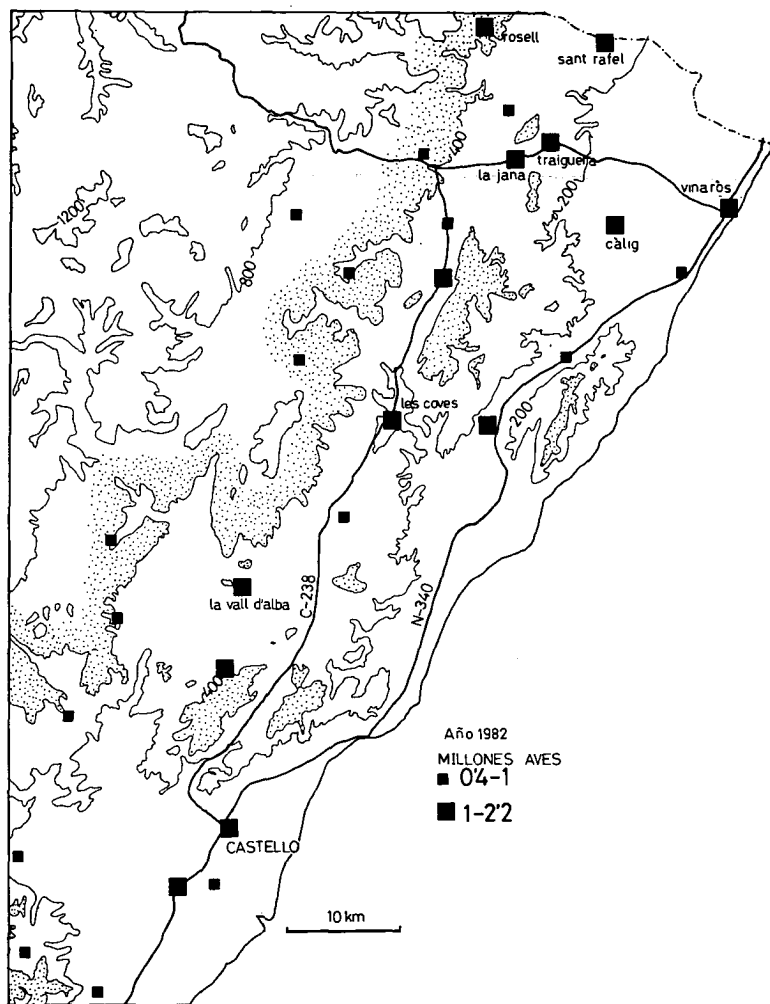 rosell
sant rafel
400
la jana
traiguera
200
vinaròs
1200
càlig
800
les coves
200
la vall d'alba
C-238
N-340
400
Año 1982
MILLONES AVES
0'4-1
1-2'2
CASTELLO
10 km